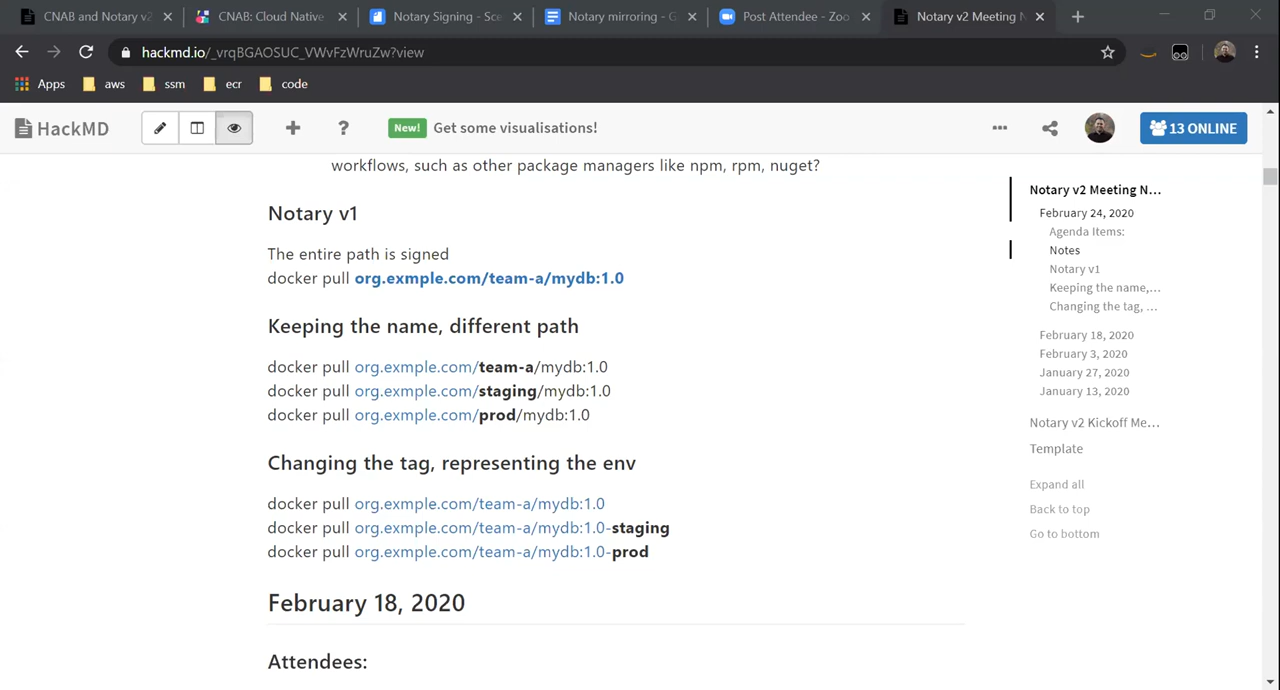 CNAB and Notary v2
CNAB: Cloud Native
Notary Signing - Sce
Notary mirroring - G
Post Attendee - Zoo
Notary v2 Meeting N
hackmd.io/_vrqBGAOSUC_VWvFzWruZw?view
Apps
aws
ssm
ecr
code
HackMD
New! Get some visualisations!
13 ONLINE
workflows, such as other package managers like npm, rpm, nuget?
Notary v1
The entire path is signed
docker pull org.exmple.com/team-a/mydb:1.0
Keeping the name, different path
docker pull org.exmple.com/team-a/mydb:1.0
docker pull org.exmple.com/staging/mydb:1.0
docker pull org.exmple.com/prod/mydb:1.0
Changing the tag, representing the env
docker pull org.exmple.com/team-a/mydb:1.0
docker pull org.exmple.com/team-a/mydb:1.0-staging
docker pull org.exmple.com/team-a/mydb:1.0-prod
February 18, 2020
Attendees:
Notary v2 Meeting N...
February 24, 2020
Agenda Items:
Notes
Notary v1
Keeping the name,...
Changing the tag, ...
February 18, 2020
February 3, 2020
January 27, 2020
January 13, 2020
Notary v2 Kickoff Me...
Template
Expand all
Back to top
Go to bottom